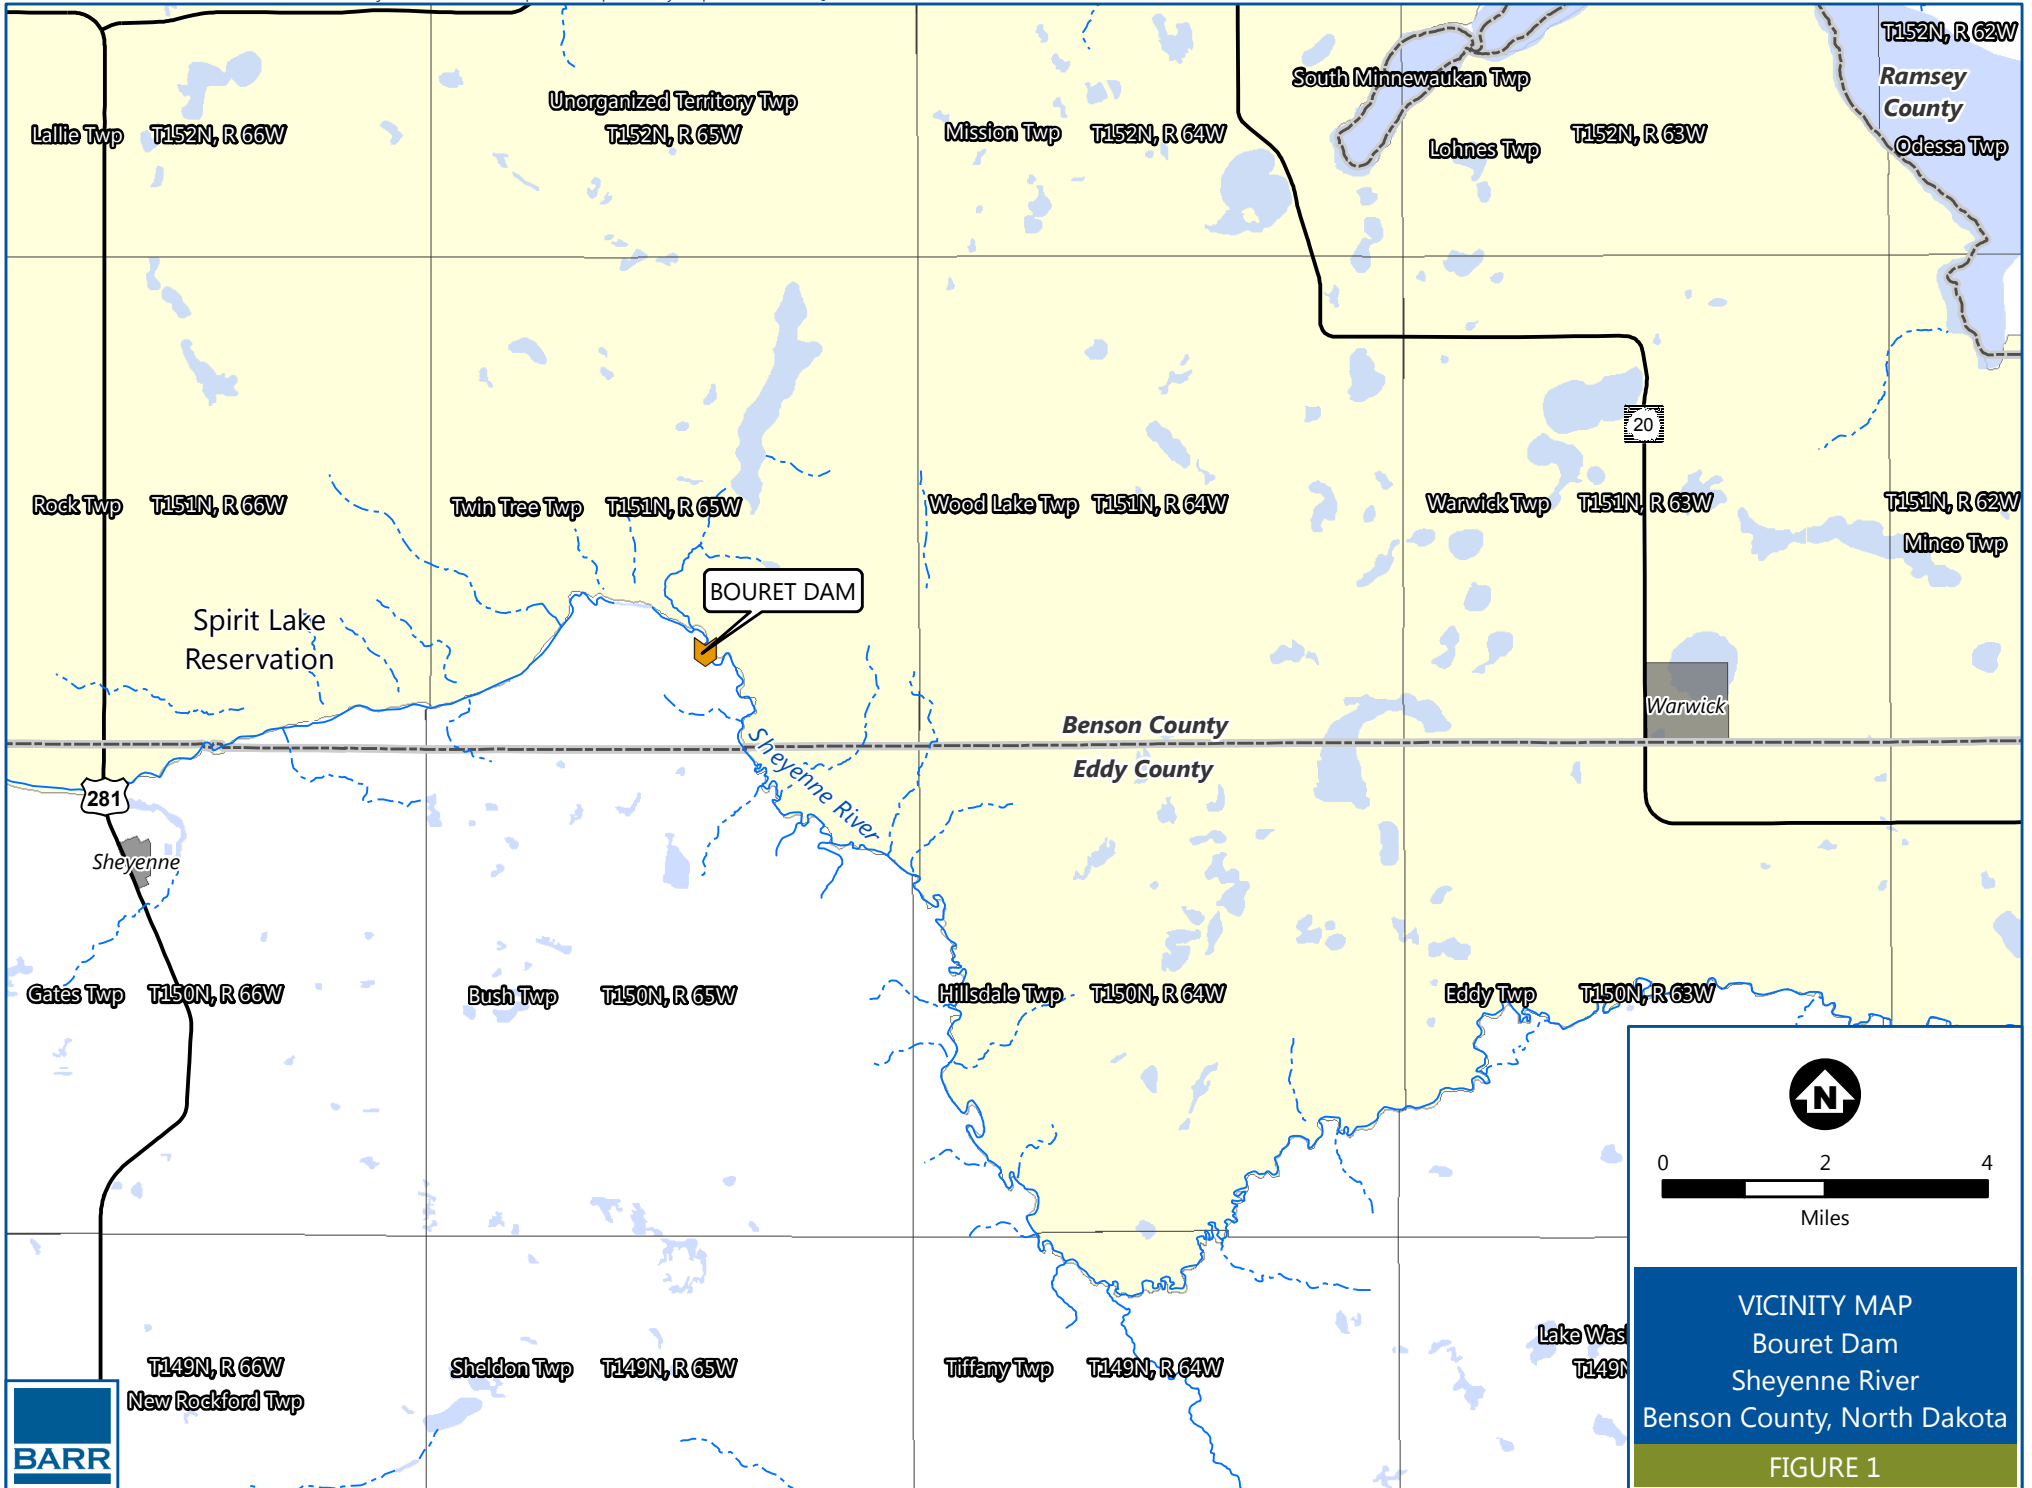 T152N, R 62W
South Minnewaukan Twp
Ramsey
County
Unorganized Territory Twp
Lallie Twp
T152N, R 66W
T152N, R 65W
Mission Twp
T152N, R 64W
Lohnes Twp
T152N, R 63W
Odessa Twp
20
Rock Twp
T151N, R 66W
Twin Tree Twp
T151N, R 65W
Wood Lake Twp
T151N, R 64W
Warwick Twp
T151N, R 63W
T151N, R 62W
Minco Twp
BOURET DAM
Spirit Lake
Reservation
Warwick
Benson County
Eddy County
Sheyenne River
281
Sheyenne
Gates Twp
T150N, R 66W
Bush Twp
T150N, R 65W
Hillsdale Twp
T150N, R 64W
Eddy Twp
T150N, R 63W
N
0 2 4
Miles
T149N, R 66W
New Rockford Twp
Sheldon Twp
T149N, R 65W
Tiffany Twp
T149N, R 64W
Lake Was
T149N
VICINITY MAP
Bouret Dam
Sheyenne River
Benson County, North Dakota
FIGURE 1
BARR